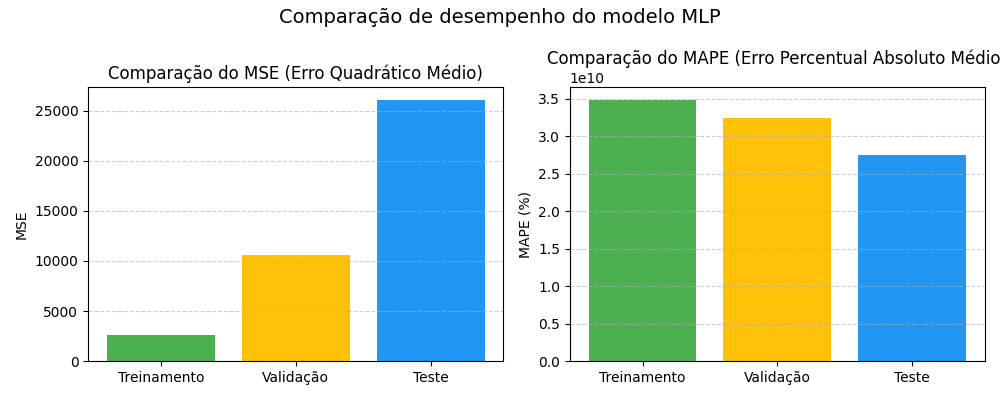 Comparação de desempenho do modelo MLP
Comparação do MSE (Erro Quadrático Médio)
MSE
25000
20000
15000
10000
5000
0
Treinamento Validação Teste
Comparação do MAPE (Erro Percentual Absoluto Médio
1e10
MAPE (%)
3.5
3.0
2.5
2.0
1.5
1.0
0.5
0.0
Treinamento Validação Teste